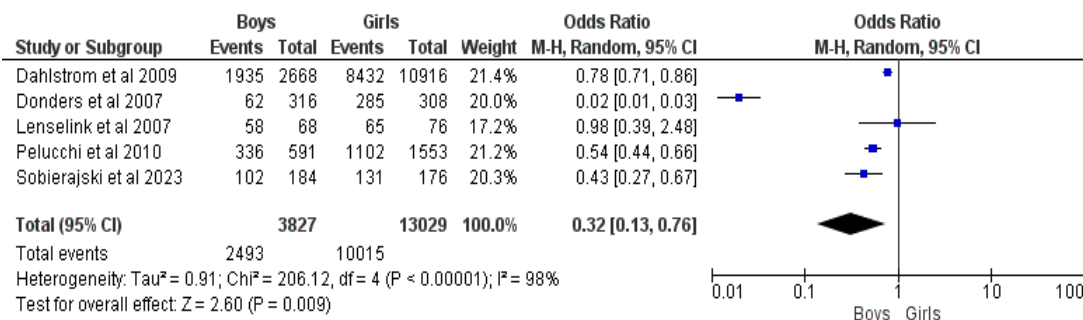 Boys Girls Odds Ratio Odds Ratio
Study or Subgroup Events Total Events Total Weight M-H, Random, 95% CI M-H, Random, 95% CI
Dahlstrom et al 2009 1935 2668 8432 10916 21.4% 0.78 [0.71, 0.86]
Donders et al 2007 62 316 285 308 20.0% 0.02 [0.01, 0.03]
Lenselink et al 2007 58 68 65 76 17.2% 0.98 [0.39, 2.48]
Pelucchi et al 2010 336 591 1102 1553 21.2% 0.54 [0.44, 0.66]
Sobierajski et al 2023 102 184 131 176 20.3% 0.43 [0.27, 0.67]
Total (95% CI) 3827 13029 100.0% 0.32 [0.13, 0.76]
Total events 2493 10015
Heterogeneity: Tau² = 0.91; Chi² = 206.12, df = 4 (P < 0.00001); I² = 98%
Test for overall effect: Z = 2.60 (P = 0.009)
0.01 0.1 1 10 100
Boys Girls